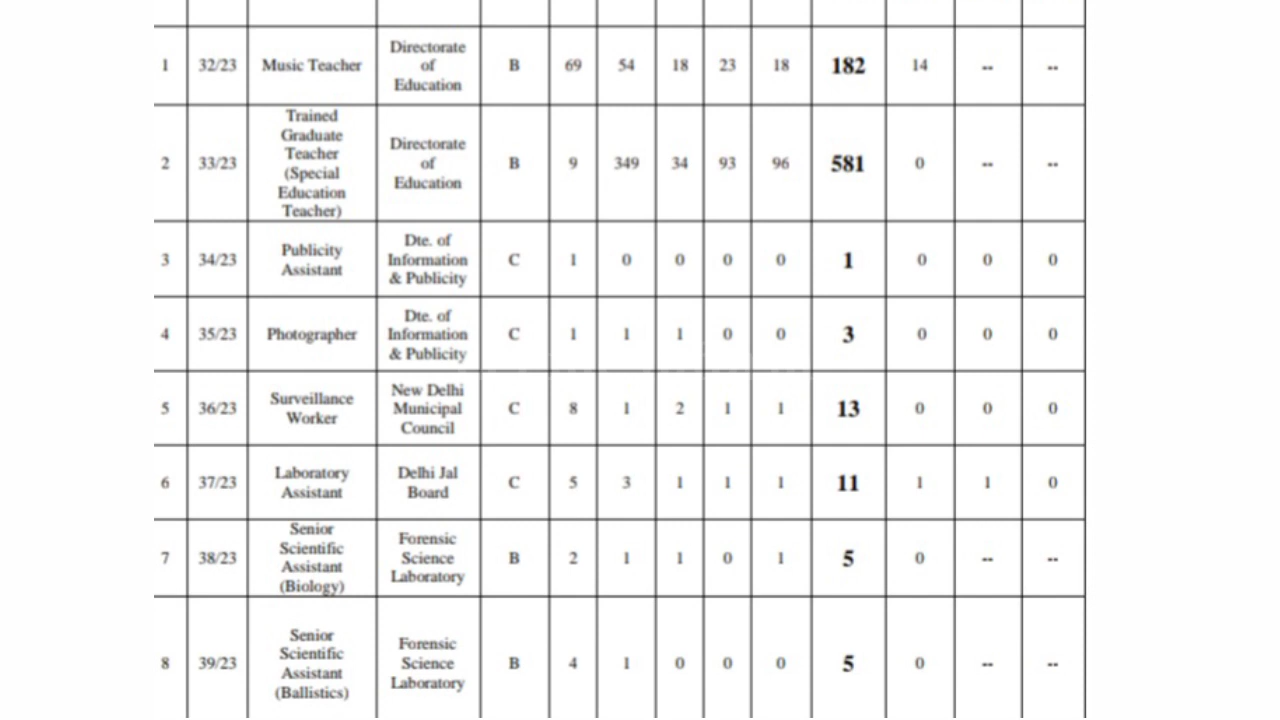 1 32/23 Music Teacher Directorate of Education B 69 54 18 23 18 182 14 -- --
2 33/23 Trained Graduate Teacher (Special Education Teacher) Directorate of Education B 9 349 34 93 96 581 0 -- --
3 34/23 Publicity Assistant Dte. of Information & Publicity C 1 0 0 0 0 1 0 0 0
4 35/23 Photographer Dte. of Information & Publicity C 1 1 1 0 0 3 0 0 0
5 36/23 Surveillance Worker New Delhi Municipal Council C 8 1 2 1 1 13 0 0 0
6 37/23 Laboratory Assistant Delhi Jal Board C 5 3 1 1 1 11 1 1 0
7 38/23 Senior Scientific Assistant (Biology) Forensic Science Laboratory B 2 1 1 0 1 5 0 -- --
8 39/23 Senior Scientific Assistant (Ballistics) Forensic Science Laboratory B 4 1 0 0 0 5 0 -- --